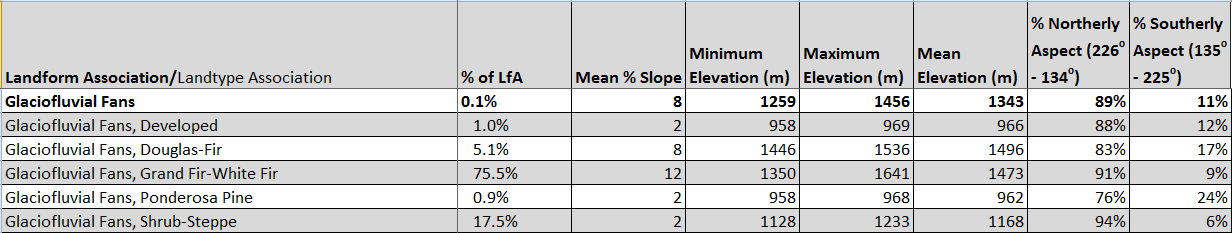 Landform Association/Landtype Association | % of LfA | Mean % Slope | Minimum Elevation (m) | Maximum Elevation (m) | Mean Elevation (m) | % Northerly Aspect (226° - 134°) | % Southerly Aspect (135° - 225°)
Glaciofluvial Fans | 0.1% | 8 | 1259 | 1456 | 1343 | 89% | 11%
Glaciofluvial Fans, Developed | 1.0% | 2 | 958 | 969 | 966 | 88% | 12%
Glaciofluvial Fans, Douglas-Fir | 5.1% | 8 | 1446 | 1536 | 1496 | 83% | 17%
Glaciofluvial Fans, Grand Fir-White Fir | 75.5% | 12 | 1350 | 1641 | 1473 | 91% | 9%
Glaciofluvial Fans, Ponderosa Pine | 0.9% | 2 | 958 | 968 | 962 | 76% | 24%
Glaciofluvial Fans, Shrub-Steppe | 17.5% | 2 | 1128 | 1233 | 1168 | 94% | 6%